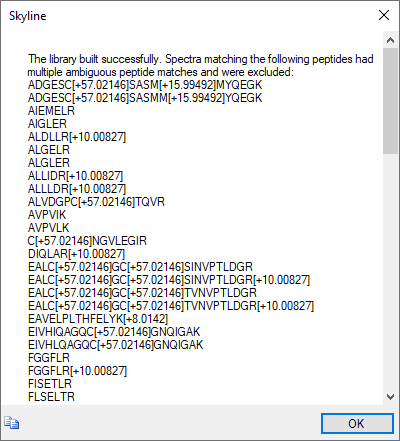 Skyline
The library built successfully. Spectra matching the following peptides had
multiple ambiguous peptide matches and were excluded:
ADGESC[+57.02146]SASM[+15.99492]MYQEGK
ADGESC[+57.02146]SASMM[+15.99492]YQEGK
AIEMELR
AIGLER
ALDLLR[+10.00827]
ALGELR
ALGLER
ALLIDR[+10.00827]
ALLLDR[+10.00827]
ALVDGPC[+57.02146]TQVR
AVPVIK
AVPVLK
C[+57.02146]NGVLEGIR
DIQLAR[+10.00827]
EALC[+57.02146]GC[+57.02146]SINVPTLDGR
EALC[+57.02146]GC[+57.02146]SINVPTLDGR[+10.00827]
EALC[+57.02146]GC[+57.02146]TVNVPTLDGR
EALC[+57.02146]GC[+57.02146]TVNVPTLDGR[+10.00827]
EAVELPLTHFELYK[+8.0142]
EIVHIQAGQC[+57.02146]GNQIGAK
EIVHLQAGQC[+57.02146]GNQIGAK
FGGFLR
FGGFLR[+10.00827]
FISETLR
FLSELTR
OK